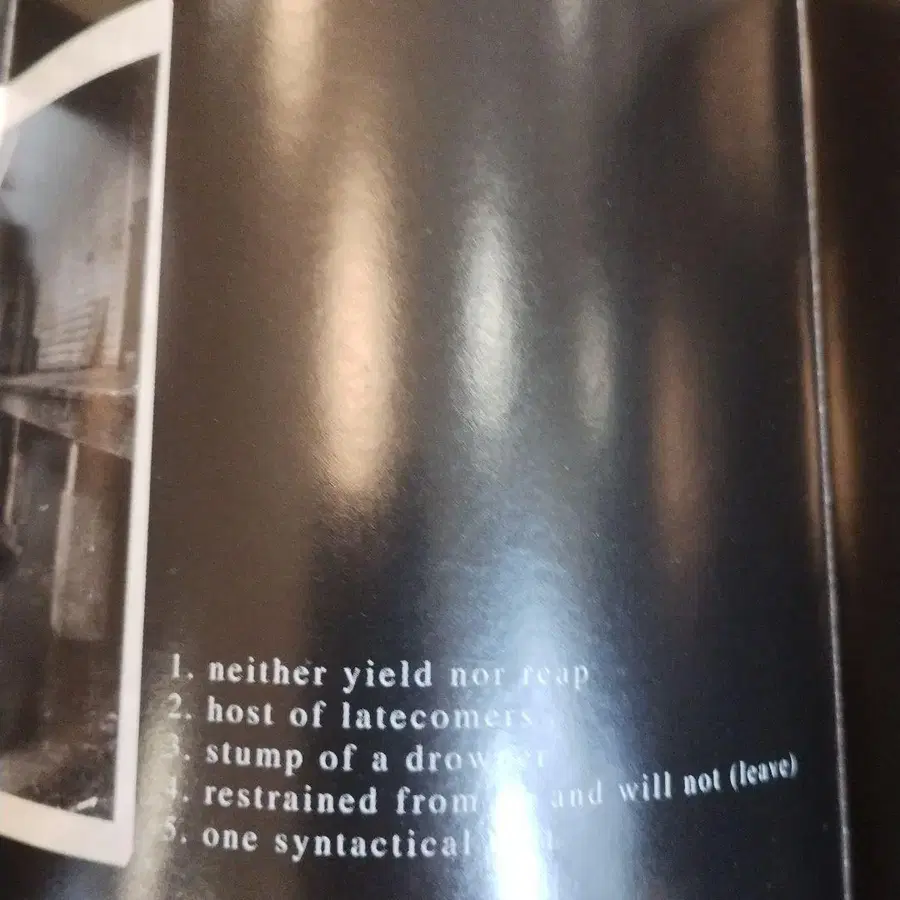 1. neither yield nor reap
2. host of latecomers
3. stump of a drowner
4. restrained from and will not (leave)
5. one syntactical